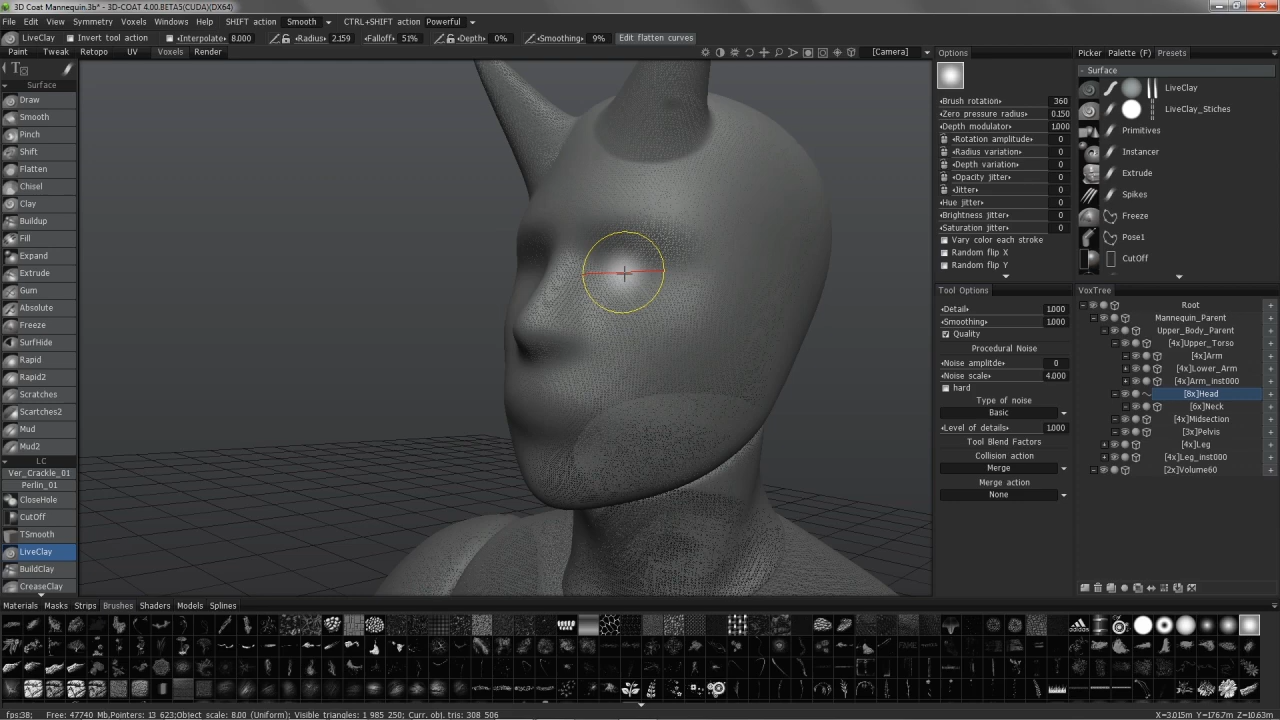 3D Coat Mannequin.3b* - 3D-COAT 4.00.BETA5(CUDA)(DX64)
File Edit View Symmetry Voxels Windows Help SHIFT action Smooth CTRL+SHIFT action Powerful
LiveClay Invert tool action Interpolate 8.000 Radius 2.159 Falloff 51% Depth 0% Smoothing 9% Edit flatten curves
Paint Tweak Retopo UV Voxels Render [Camera]
Surface
Draw
Smooth
Pinch
Shift
Flatten
Chisel
Clay
Buildup
Fill
Expand
Extrude
Gum
Absolute
Freeze
SurfHide
Rapid
Rapid2
Scratches
Scartches2
Mud
Mud2
LC
Ver_Crackle_01
Perlin_01
CloseHole
CutOff
TSmooth
LiveClay
BuildClay
CreaseClay
Options
Brush rotation 360
Zero pressure radius 0.150
Depth modulator 1.000
Rotation amplitude 0
Radius variation 0
Depth variation 0
Opacity jitter 0
Jitter 0
Hue jitter 0
Brightness jitter 0
Saturation jitter 0
Vary color each stroke
Random flip X
Random flip Y
Tool Options
Detail 1.000
Smoothing 1.000
Quality
Procedural Noise
Noise amplitde 0
Noise scale 4.000
hard
Type of noise
Basic
Level of details 1.000
Tool Blend Factors
Collision action
Merge
Merge action
None
Picker Palette (F) Presets
- Surface
LiveClay
LiveClay_Stiches
Primitives
Instancer
Extrude
Spikes
Freeze
Pose1
CutOff
VoxTree
Root
Mannequin_Parent
Upper_Body_Parent
[4x]Upper_Torso
[4x]Arm
[4x]Lower_Arm
[4x]Arm_inst000
[8x]Head
[6x]Neck
[4x]Midsection
[3x]Pelvis
[4x]Leg
[4x]Leg_inst000
[2x]Volume60
Materials Masks Strips Brushes Shaders Models Splines
adidas
fps:38; Free: 47740 Mb,Pointers: 13 623;Object scale: 8.00 (Uniform); Visible triangles: 1 985 250; Curr. obj. tris: 308 506
X=3.015m Y=176.7m Z=10.63m